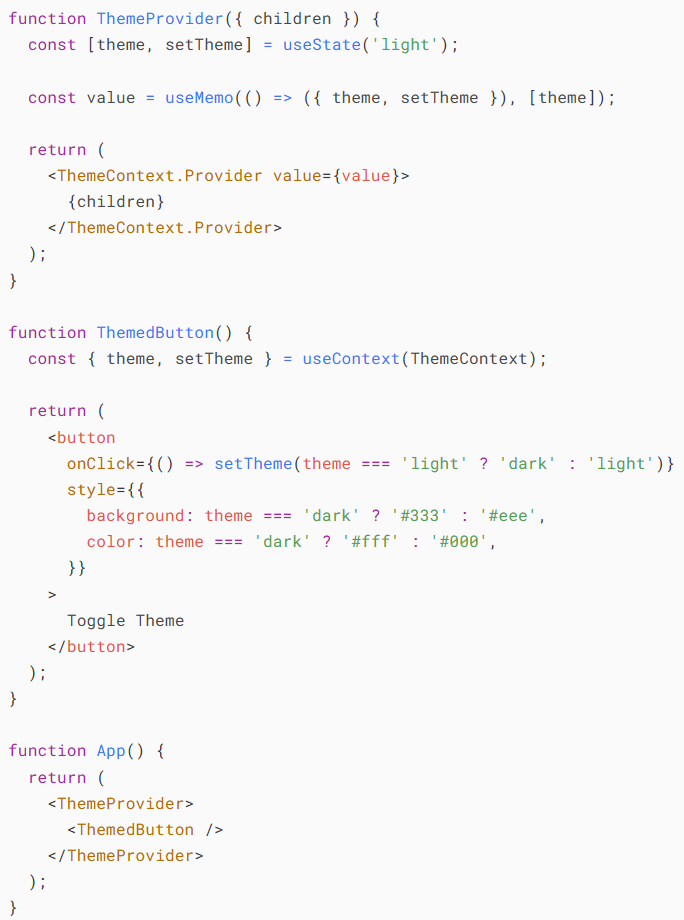 function ThemeProvider({ children }) {
  const [theme, setTheme] = useState('light');

  const value = useMemo(() => ({ theme, setTheme }), [theme]);

  return (
    <ThemeContext.Provider value={value}>
      {children}
    </ThemeContext.Provider>
  );
}

function ThemedButton() {
  const { theme, setTheme } = useContext(ThemeContext);

  return (
    <button
      onClick={() => setTheme(theme === 'light' ? 'dark' : 'light')}
      style={{
        background: theme === 'dark' ? '#333' : '#eee',
        color: theme === 'dark' ? '#fff' : '#000',
      }}
    >
      Toggle Theme
    </button>
  );
}

function App() {
  return (
    <ThemeProvider>
      <ThemedButton />
    </ThemeProvider>
  );
}